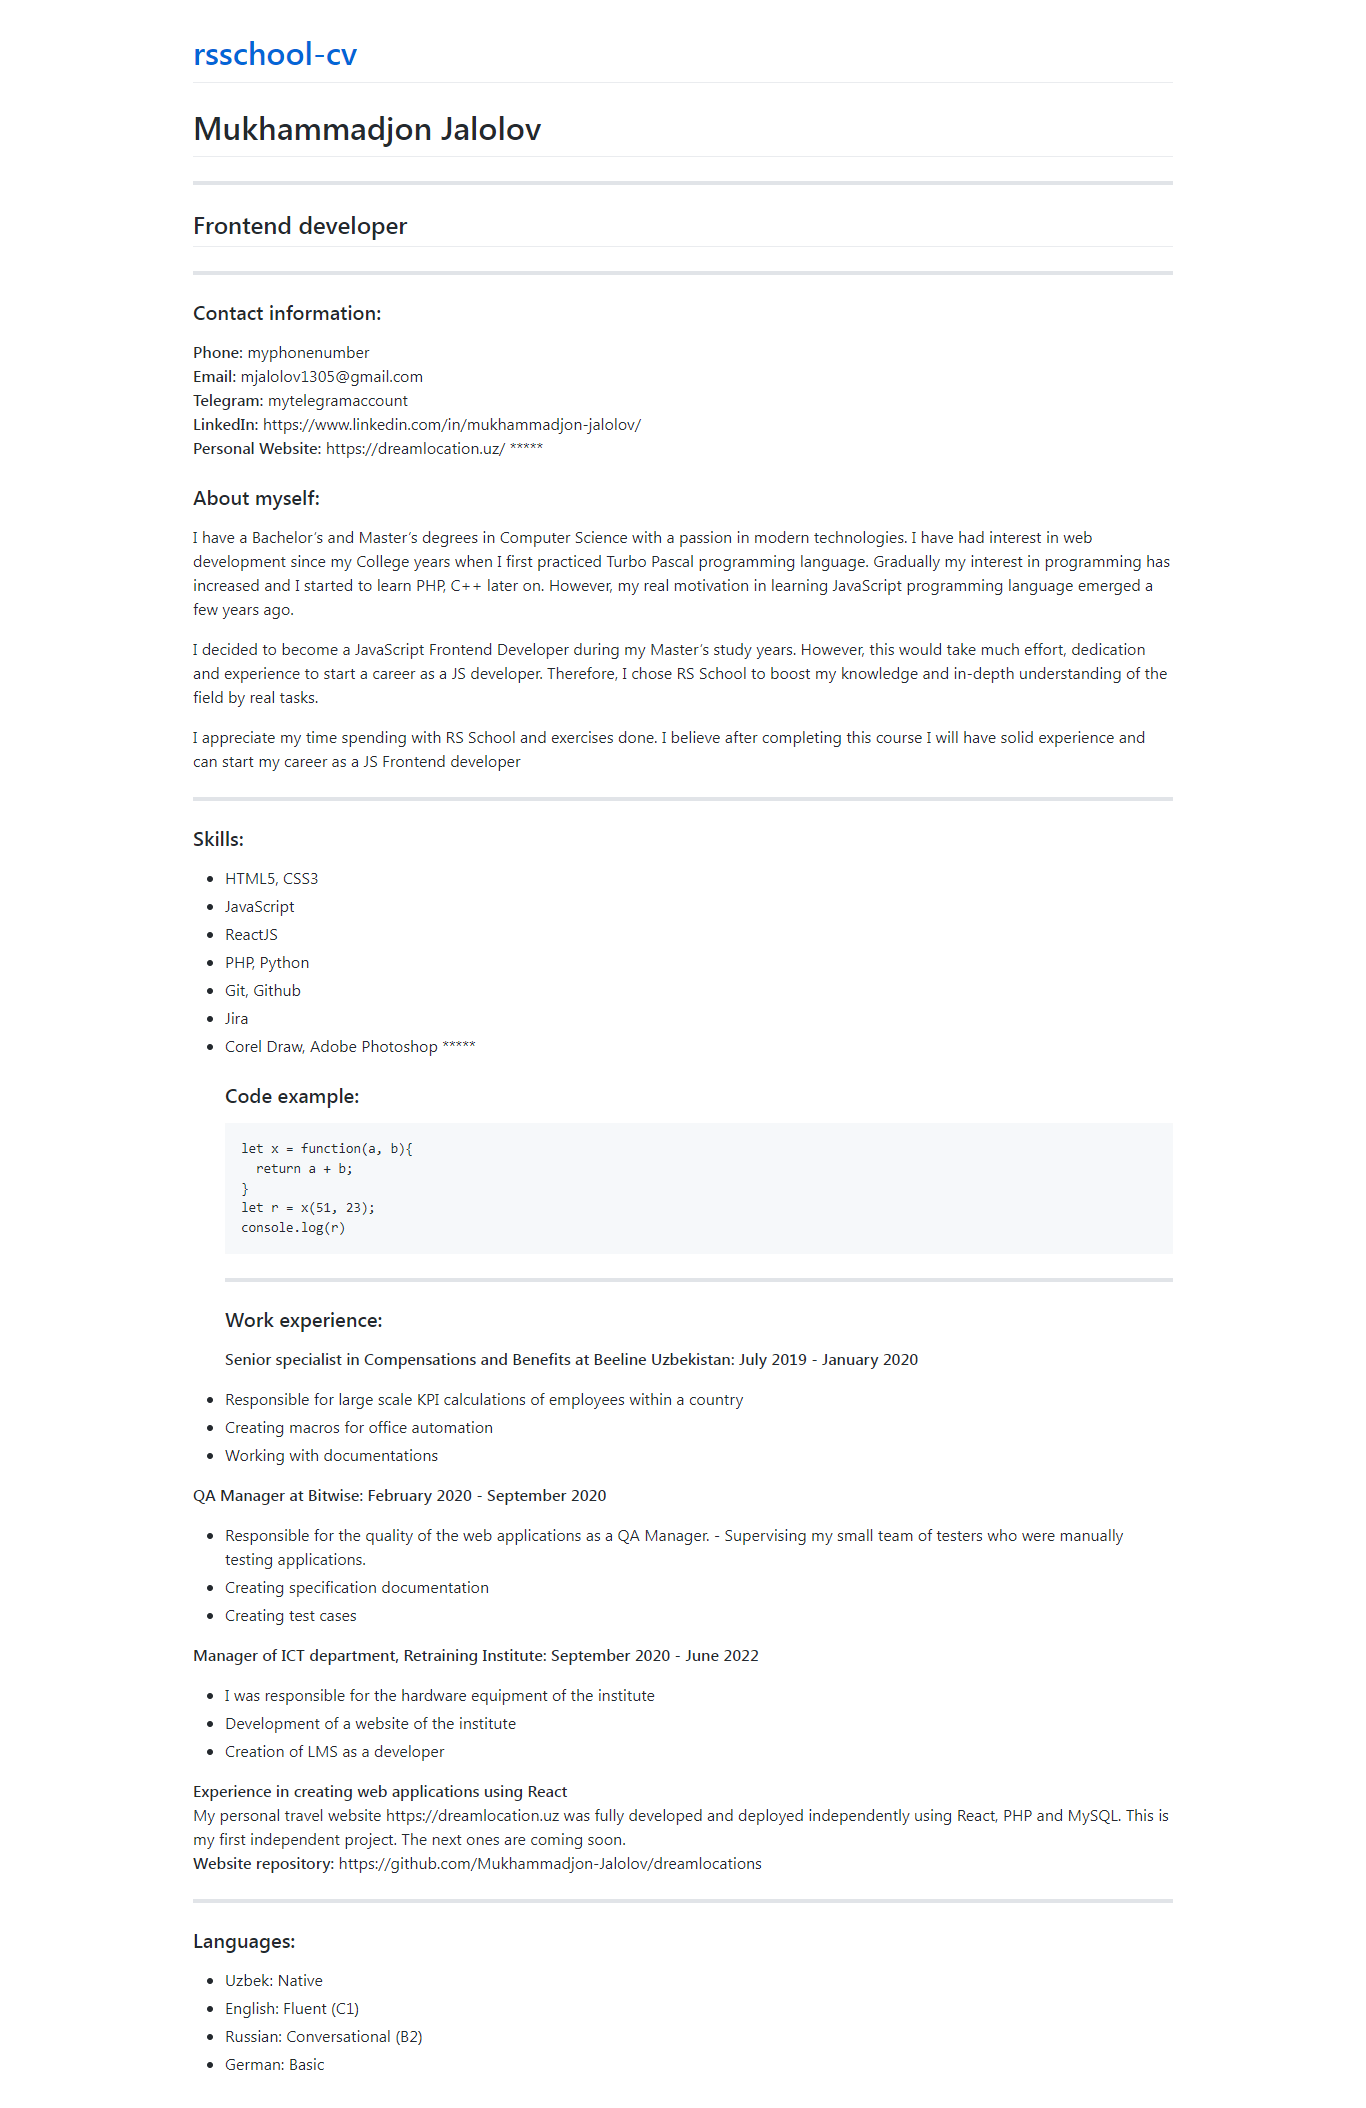 rsschool-cv
Mukhammadjon Jalolov
Frontend developer
Contact information:
Phone: myphonenumber
Email: mjalolov1305@gmail.com
Telegram: mytelegramaccount
LinkedIn: https://www.linkedin.com/in/mukhammadjon-jalolov/
Personal Website: https://dreamlocation.uz/ *****
About myself:
I have a Bachelor’s and Master’s degrees in Computer Science with a passion in modern technologies. I have had interest in web
development since my College years when I first practiced Turbo Pascal programming language. Gradually my interest in programming has
increased and I started to learn PHP, C++ later on. However, my real motivation in learning JavaScript programming language emerged a
few years ago.
I decided to become a JavaScript Frontend Developer during my Master’s study years. However, this would take much effort, dedication
and experience to start a career as a JS developer. Therefore, I chose RS School to boost my knowledge and in-depth understanding of the
field by real tasks.
I appreciate my time spending with RS School and exercises done. I believe after completing this course I will have solid experience and
can start my career as a JS Frontend developer
Skills:
• HTML5, CSS3
• JavaScript
• ReactJS
• PHP, Python
• Git, Github
• Jira
• Corel Draw, Adobe Photoshop *****
Code example:
let x = function(a, b){
  return a + b;
}
let r = x(51, 23);
console.log(r)
Work experience:
Senior specialist in Compensations and Benefits at Beeline Uzbekistan: July 2019 - January 2020
• Responsible for large scale KPI calculations of employees within a country
• Creating macros for office automation
• Working with documentations
QA Manager at Bitwise: February 2020 - September 2020
• Responsible for the quality of the web applications as a QA Manager. - Supervising my small team of testers who were manually
testing applications.
• Creating specification documentation
• Creating test cases
Manager of ICT department, Retraining Institute: September 2020 - June 2022
• I was responsible for the hardware equipment of the institute
• Development of a website of the institute
• Creation of LMS as a developer
Experience in creating web applications using React
My personal travel website https://dreamlocation.uz was fully developed and deployed independently using React, PHP and MySQL. This is
my first independent project. The next ones are coming soon.
Website repository: https://github.com/Mukhammadjon-Jalolov/dreamlocations
Languages:
• Uzbek: Native
• English: Fluent (C1)
• Russian: Conversational (B2)
• German: Basic